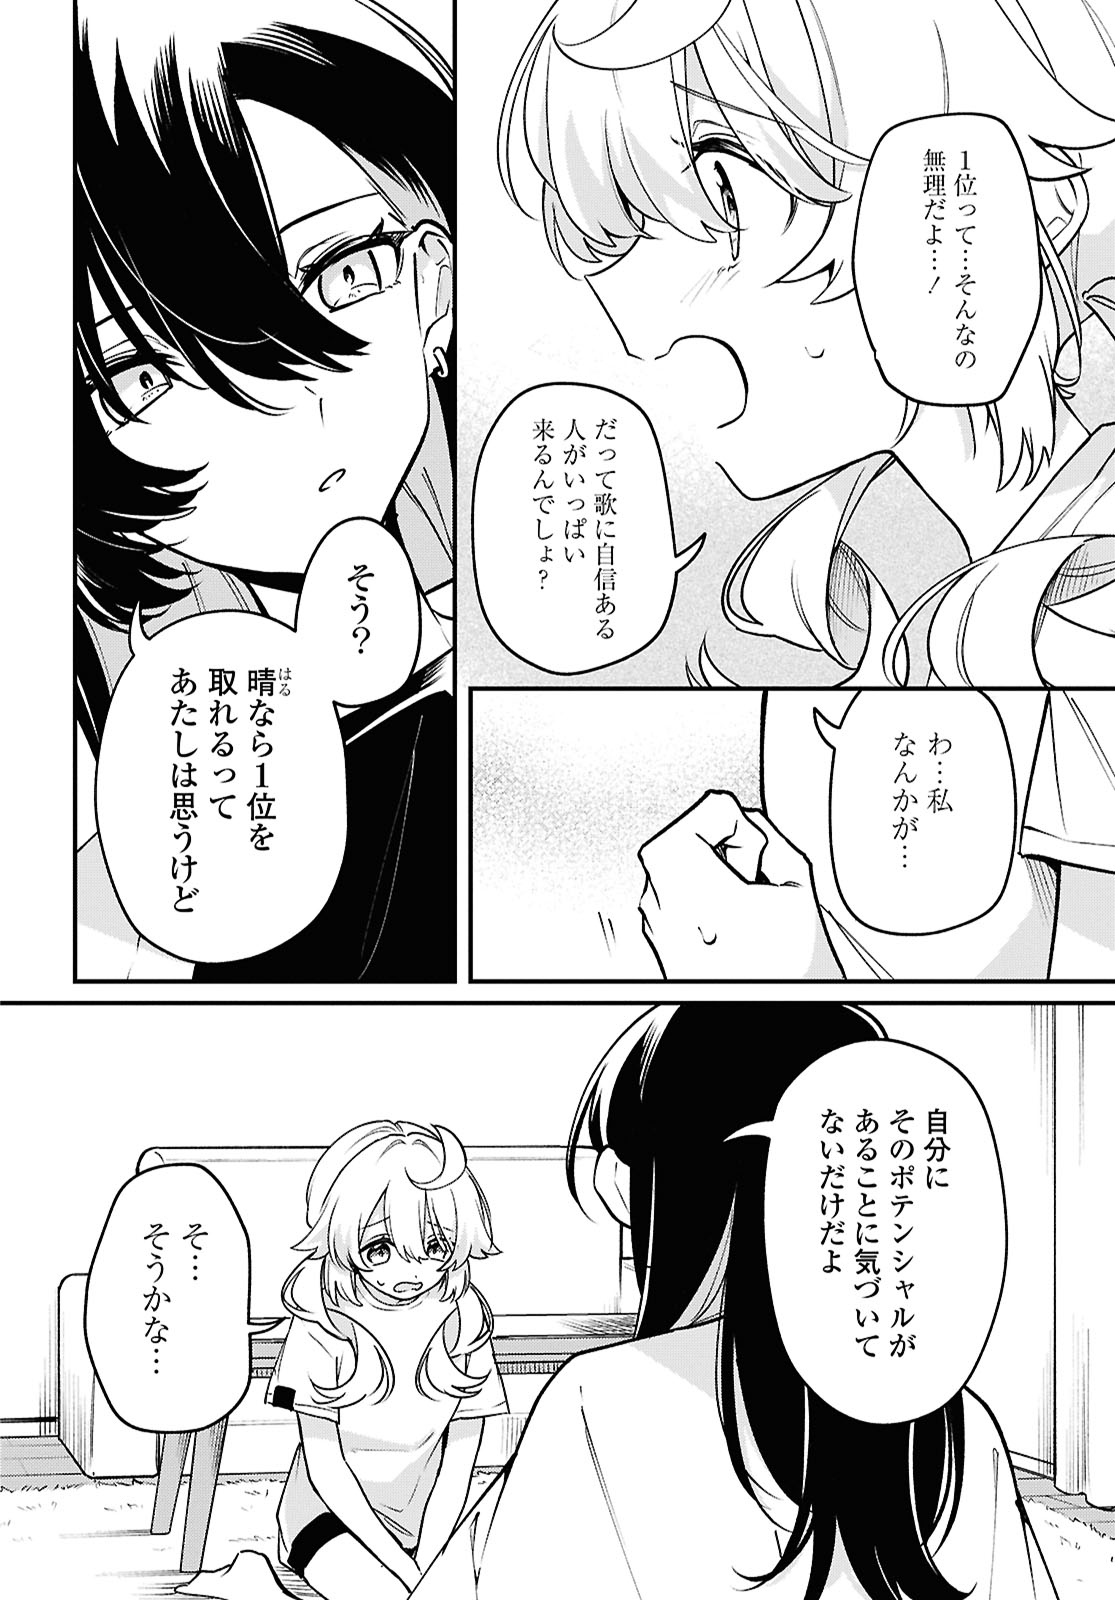 1位って…そんなの
無理だよ…!
だって歌に自信ある
人がいっぱい
来るんでしょ?
わ…私
なんかが…
そう?
晴なら1位を
はる
取れるって
あたしは思うけど
自分に
そのポテンシャルが
あることに気づいて
ないだけだよ
そ…
そうかな…